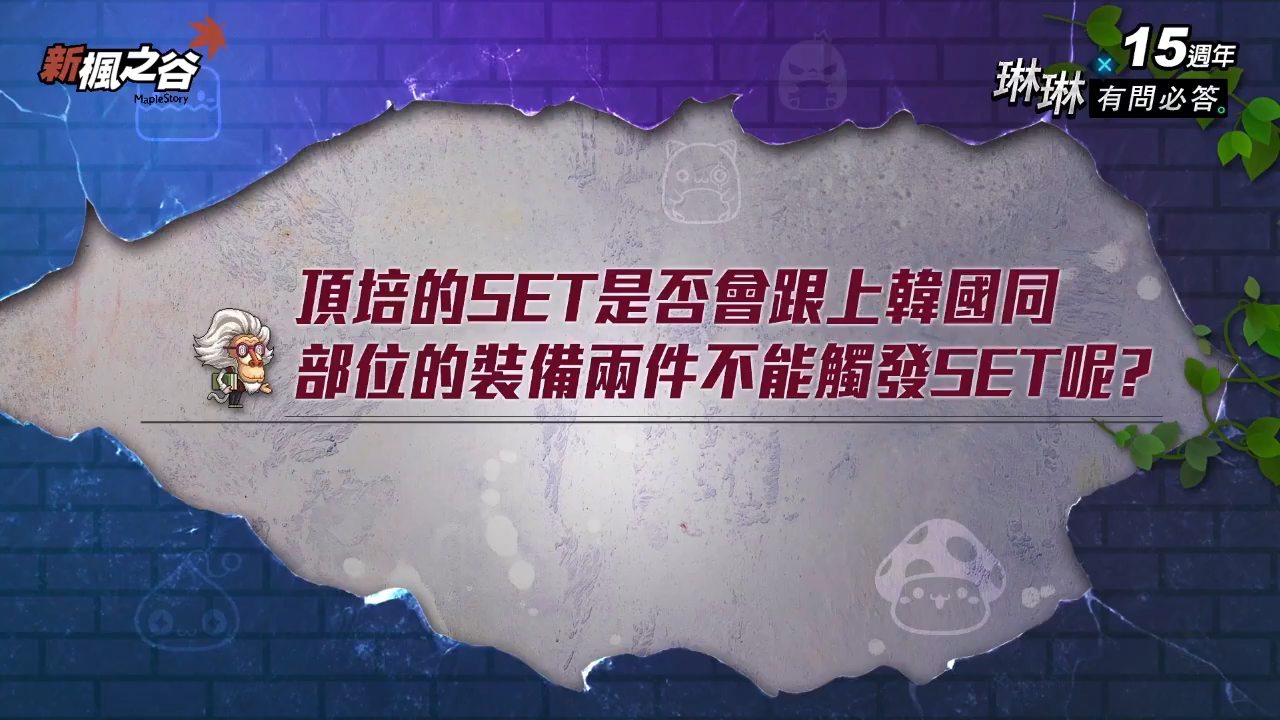 新楓之谷
MapleStory
琳琳 × 15週年
有問必答。
頂培的SET是否會跟上韓國同
部位的裝備兩件不能觸發SET呢?